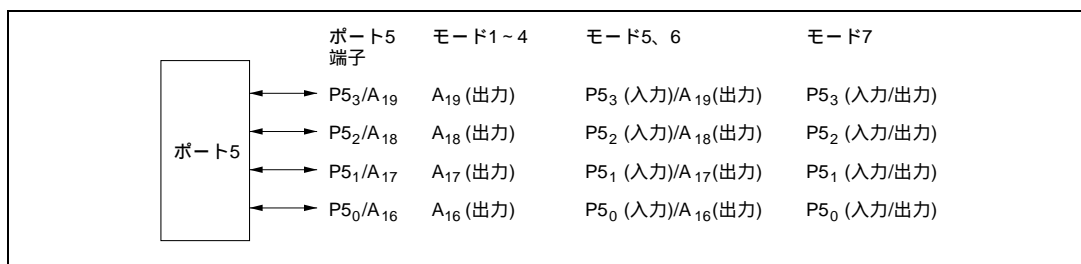 ポート5 モード1~4 モード5、6 モード7
端子
P5₃/A₁₉ A₁₉ (出力) P5₃ (入力)/A₁₉(出力) P5₃ (入力/出力)
P5₂/A₁₈ A₁₈ (出力) P5₂ (入力)/A₁₈(出力) P5₂ (入力/出力)
ポート5
P5₁/A₁₇ A₁₇ (出力) P5₁ (入力)/A₁₇(出力) P5₁ (入力/出力)
P5₀/A₁₆ A₁₆ (出力) P5₀ (入力)/A₁₆(出力) P5₀ (入力/出力)